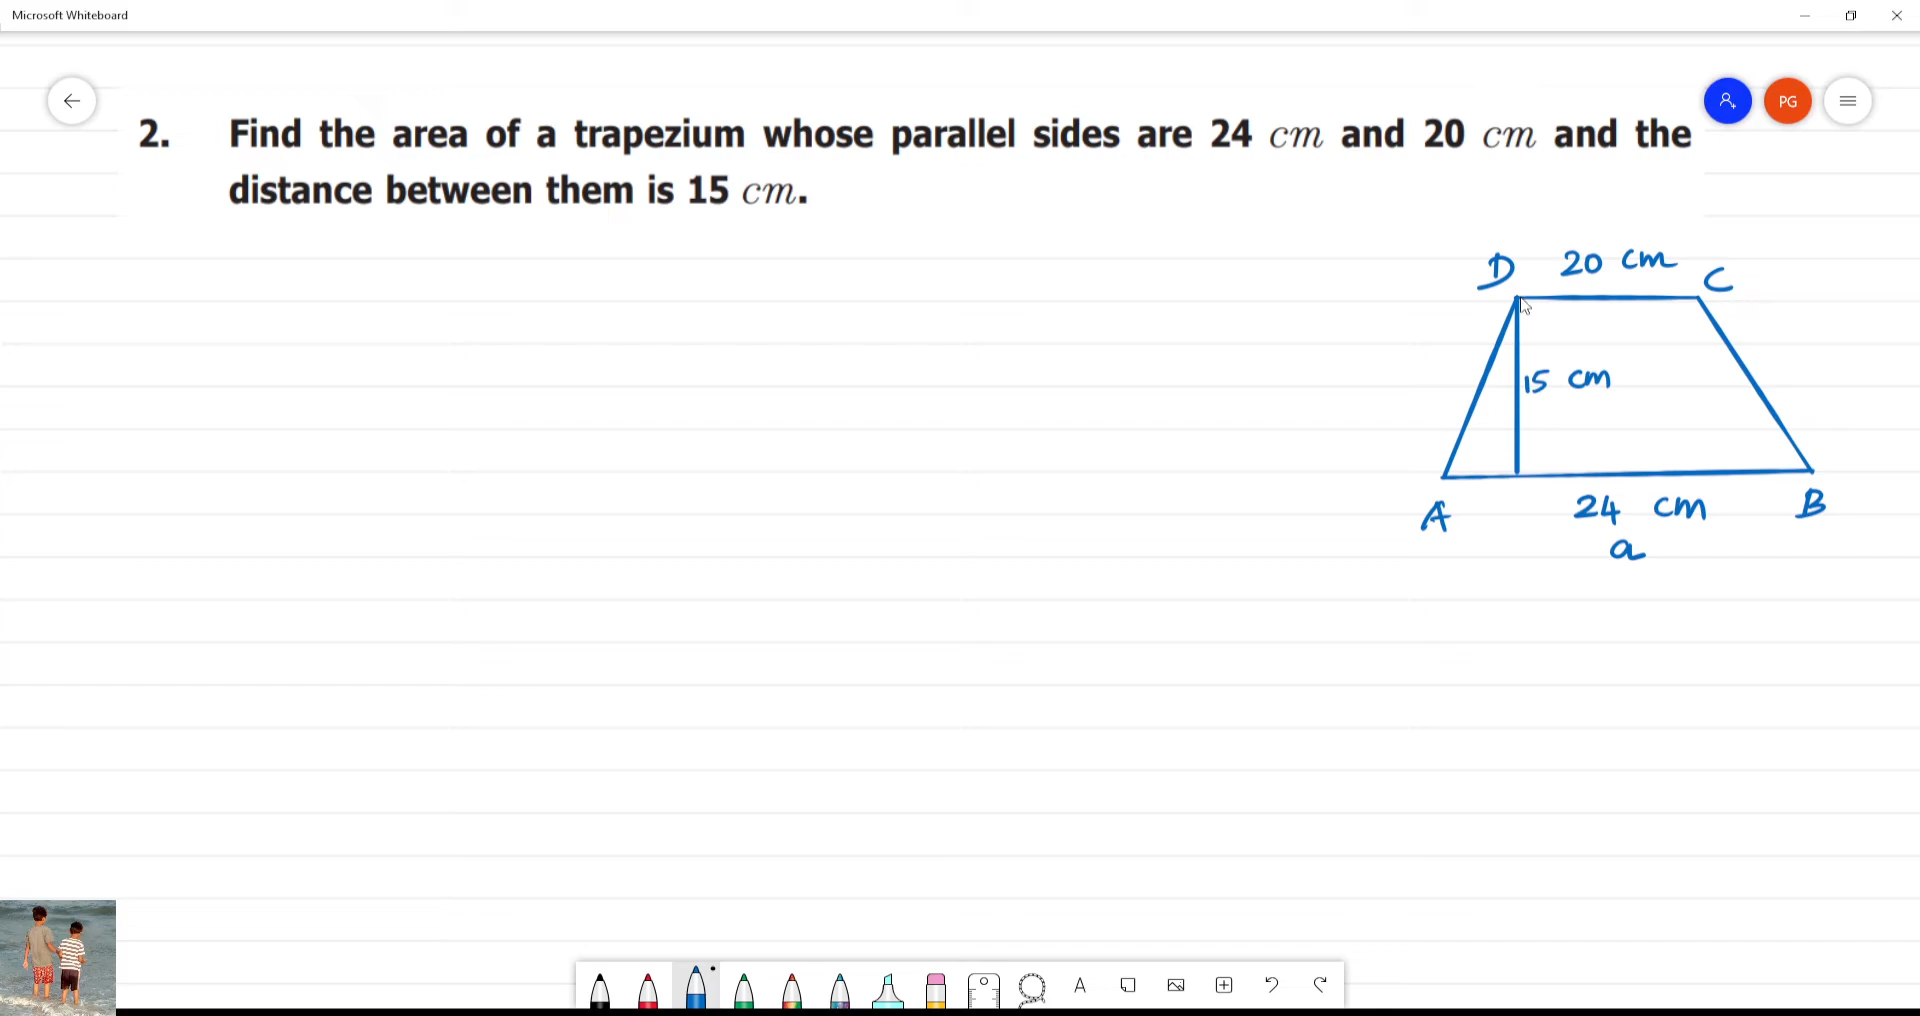 Microsoft Whiteboard
PG
2. Find the area of a trapezium whose parallel sides are 24 cm and 20 cm and the
distance between them is 15 cm.
D 20 cm C
15 cm
A 24 cm B
a
A